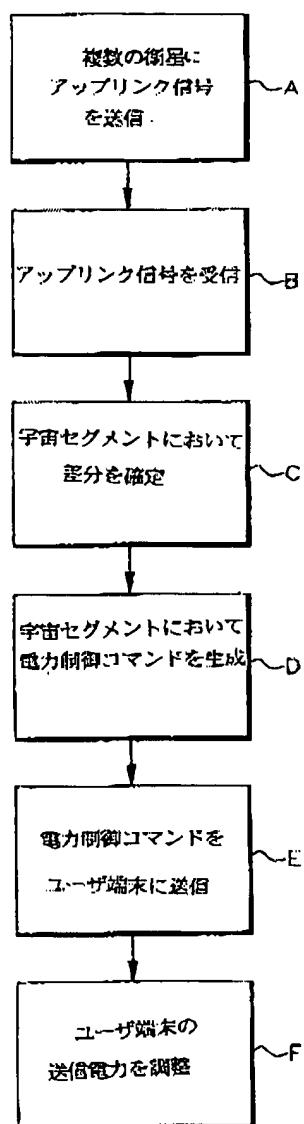 複数の衛星に
アップリンク信号
を送信
A
アップリンク信号を受信
B
宇宙セグメントにおいて
差分を確定
C
宇宙セグメントにおいて
電力制御コマンドを生成
D
電力制御コマンドを
ユーザ端末に送信
E
ユーザ端末の
送信電力を調整
F